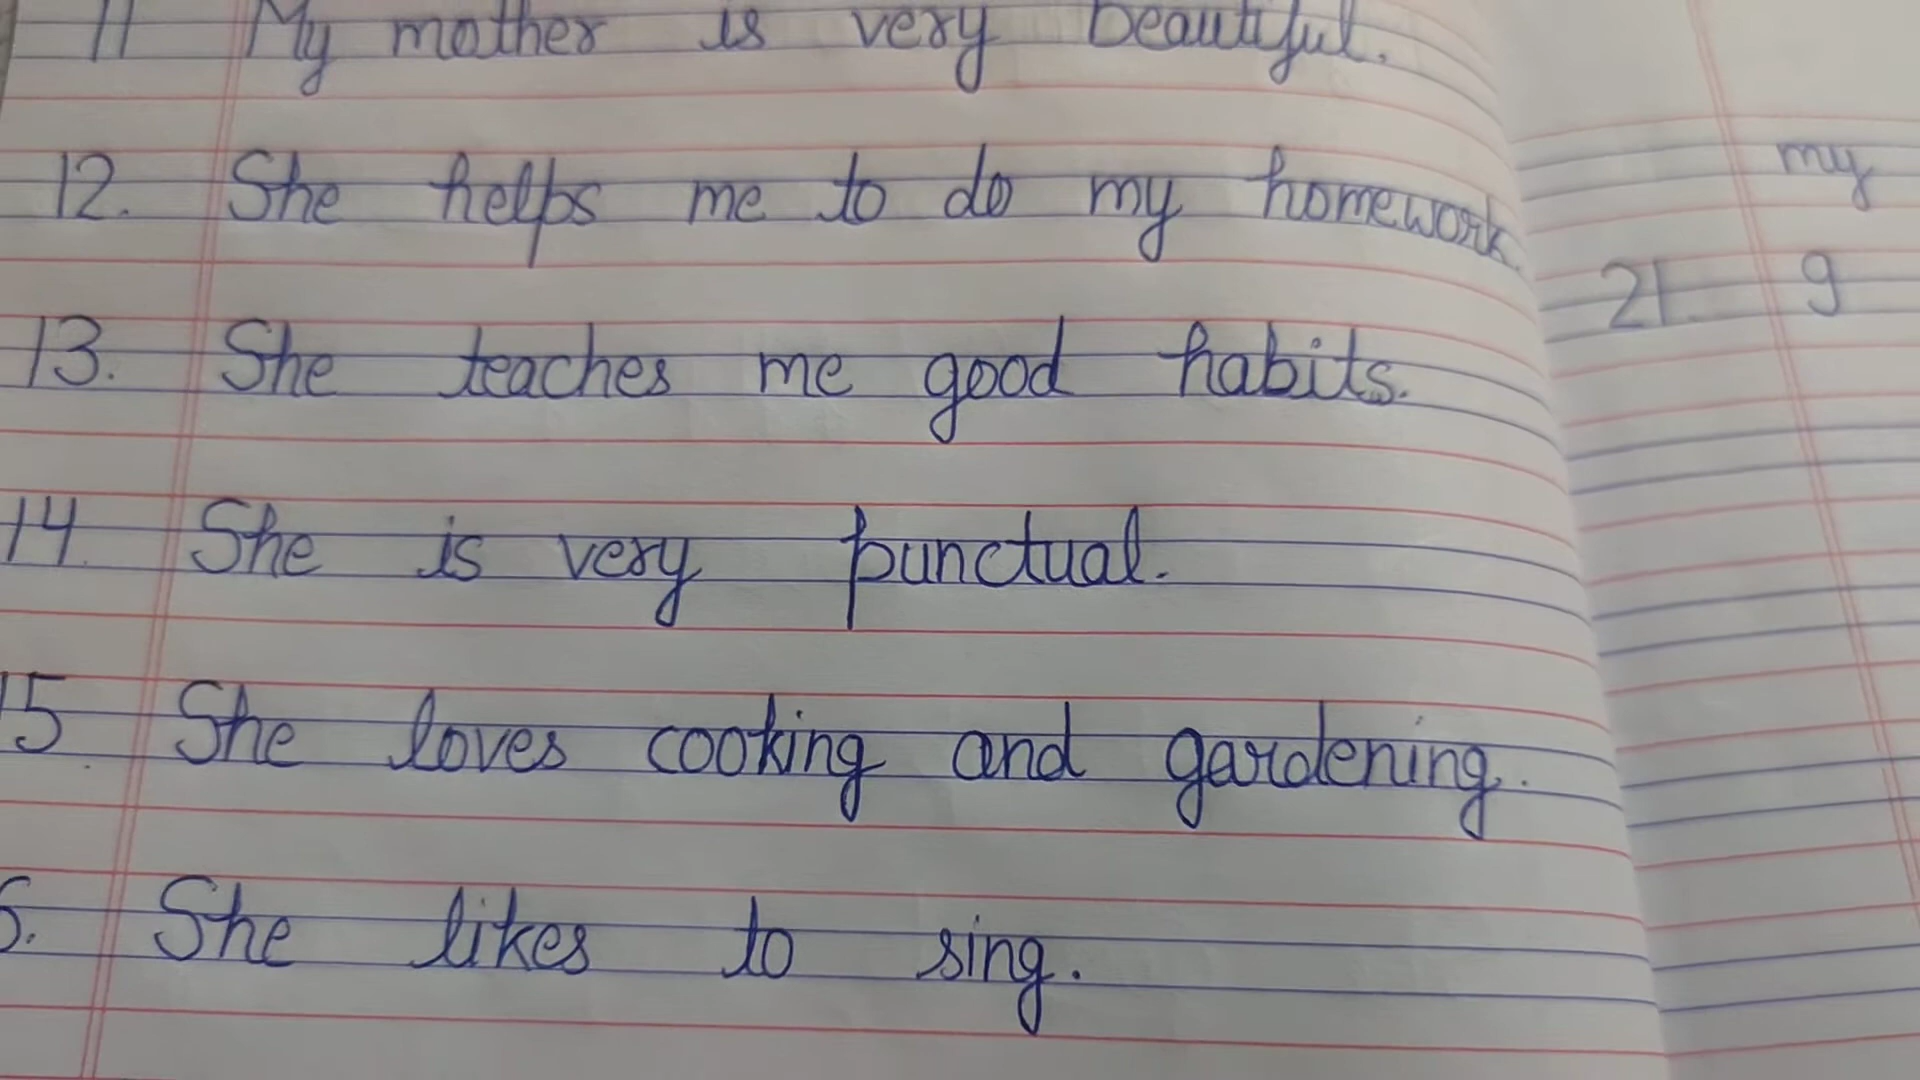 11 My mother is very beautiful.
12. She helps me to do my homework.
13. She teaches me good habits.
14. She is very punctual.
15. She loves cooking and gardening.
6. She likes to sing.
my
21. g